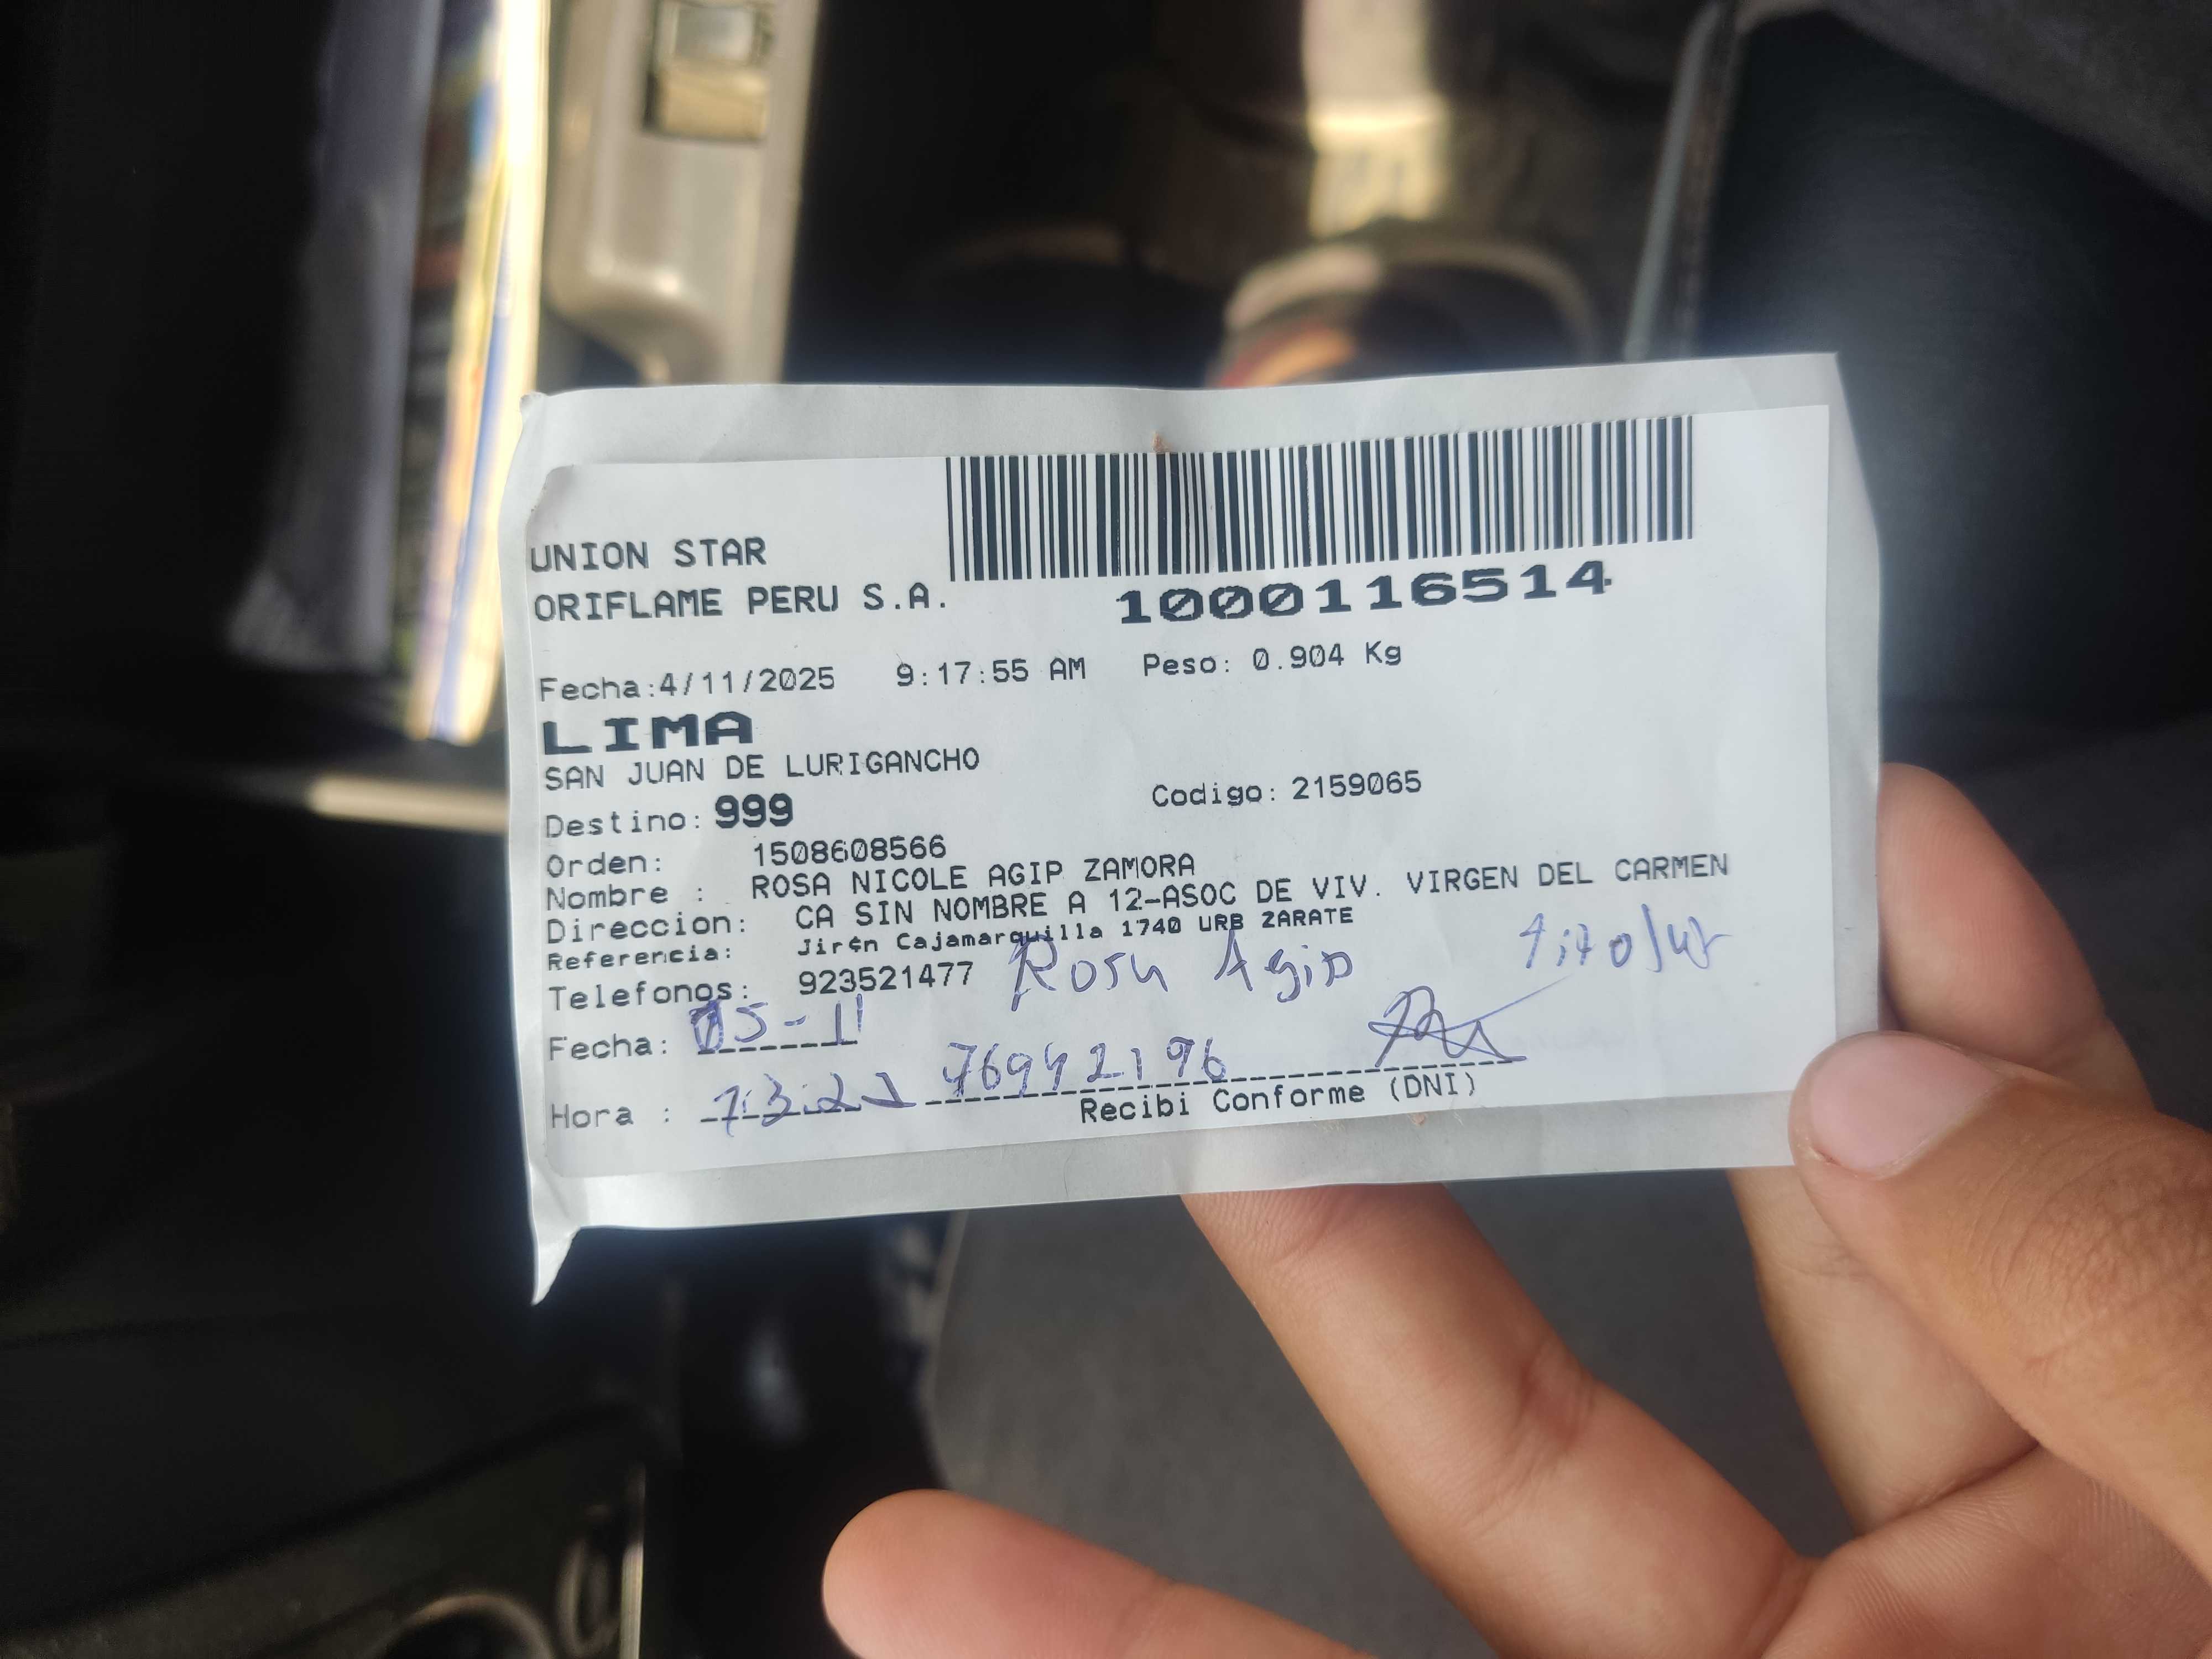 UNION STAR
ORIFLAME PERU S.A.
1000116514
Fecha:4/11/2025 9:17:55 AM Peso: 0.904 Kg
LIMA
SAN JUAN DE LURIGANCHO
Destino: 999 Codigo: 2159065
Orden: 1508608566
Nombre : ROSA NICOLE AGIP ZAMORA
Direccion: CA SIN NOMBRE A 12-ASOC DE VIV. VIRGEN DEL CARMEN
Referencia: Jir¢n Cajamarquilla 1740 URB ZARATE
Telefonos: 923521477 Rosa Agip titolar
Fecha: 05-11
Hora : 13:21 76942196
Recibi Conforme (DNI)